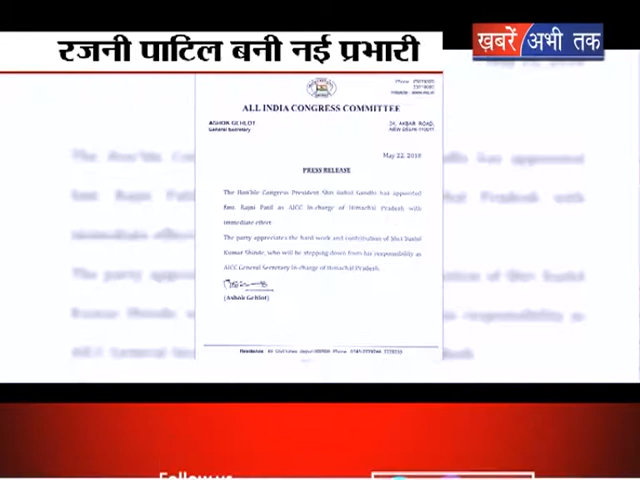 रजनी पाटिल बनी नई प्रभारी
ख़बरें अभी तक
ALL INDIA CONGRESS COMMITTEE
ASHOK GEHLOT
General Secretary
24, AKBAR ROAD,
NEW DELHI
May 22, 2018
PRESS RELEASE
The Hon'ble Congress President Shri Rahul Gandhi has appointed
Smt. Rajni Patil as AICC In-charge of Himachal Pradesh with
immediate effect.
The party appreciates the hard work and contribution of Shri Sushil
Kumar Shinde, who will be stepping down from his responsibility as
AICC General Secretary In-charge of Himachal Pradesh.
(Ashok Gehlot)
Follow us